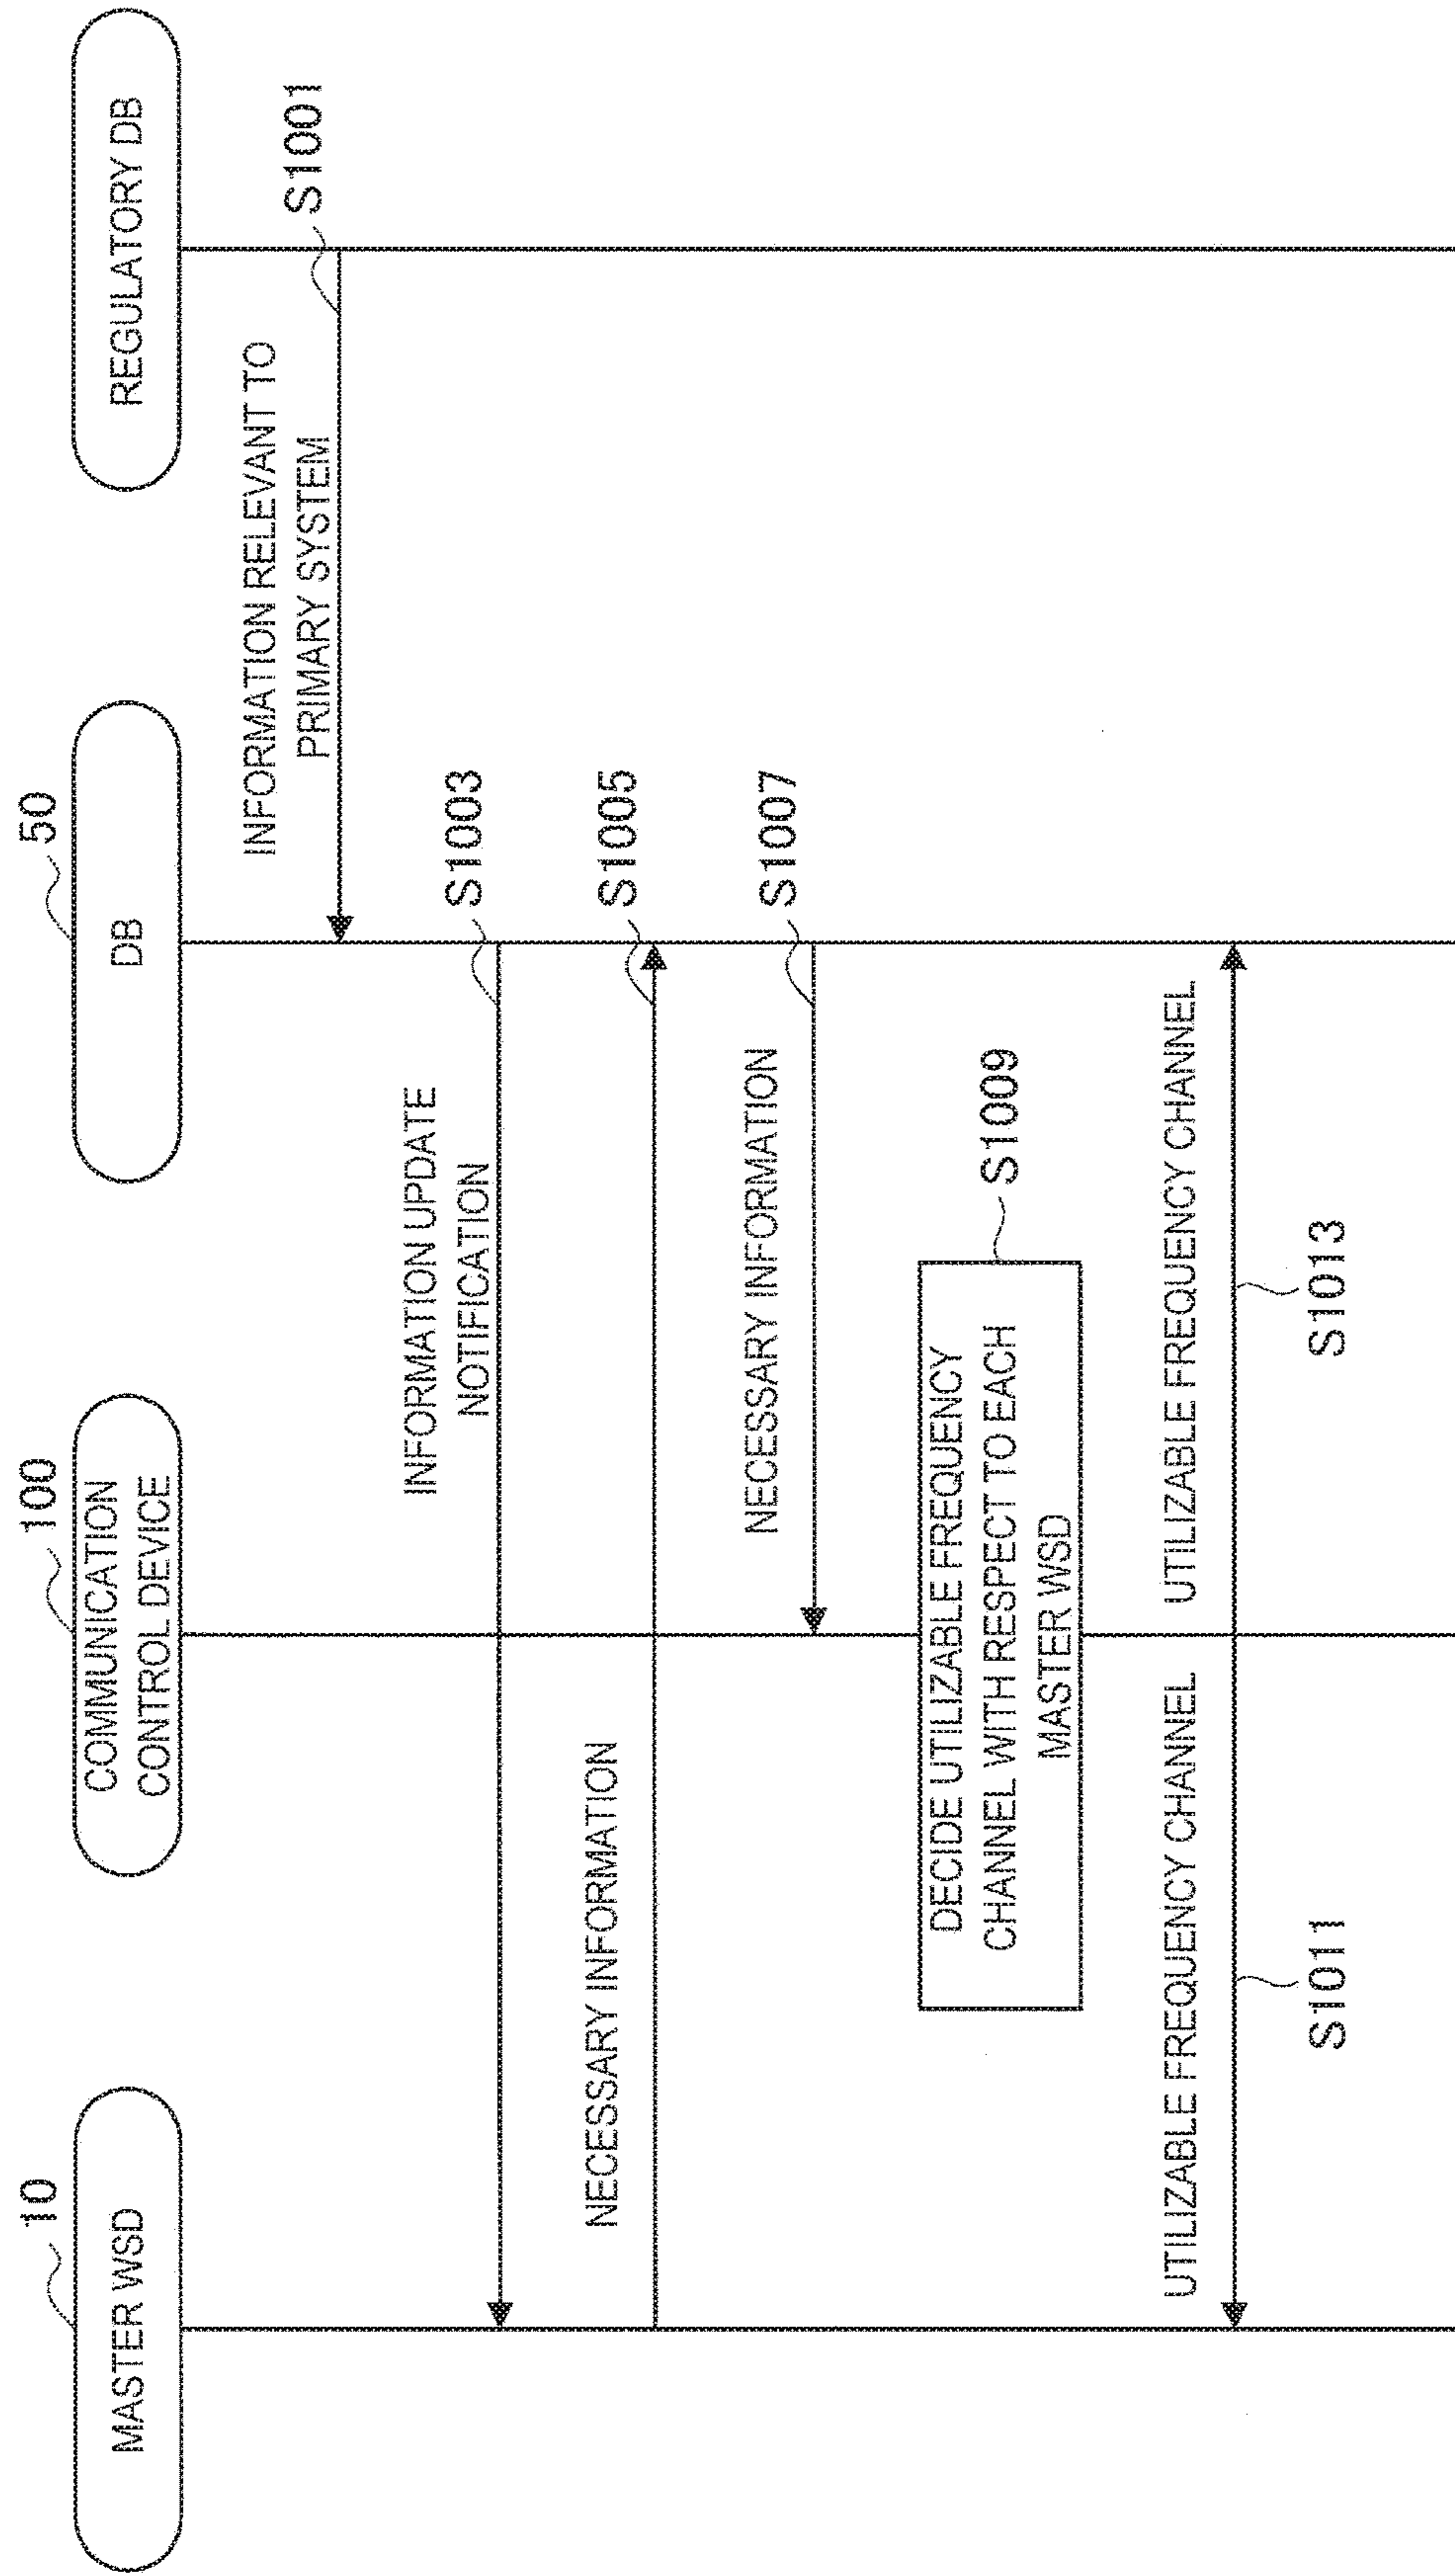 10
MASTER WSD
100
COMMUNICATION
CONTROL DEVICE
50
DB
REGULATORY DB
INFORMATION RELEVANT TO
PRIMARY SYSTEM
S1001
INFORMATION UPDATE
NOTIFICATION
S1003
NECESSARY INFORMATION
S1005
NECESSARY INFORMATION
S1007
DECIDE UTILIZABLE FREQUENCY
CHANNEL WITH RESPECT TO EACH
MASTER WSD
S1009
UTILIZABLE FREQUENCY CHANNEL
UTILIZABLE FREQUENCY CHANNEL
S1011
S1013